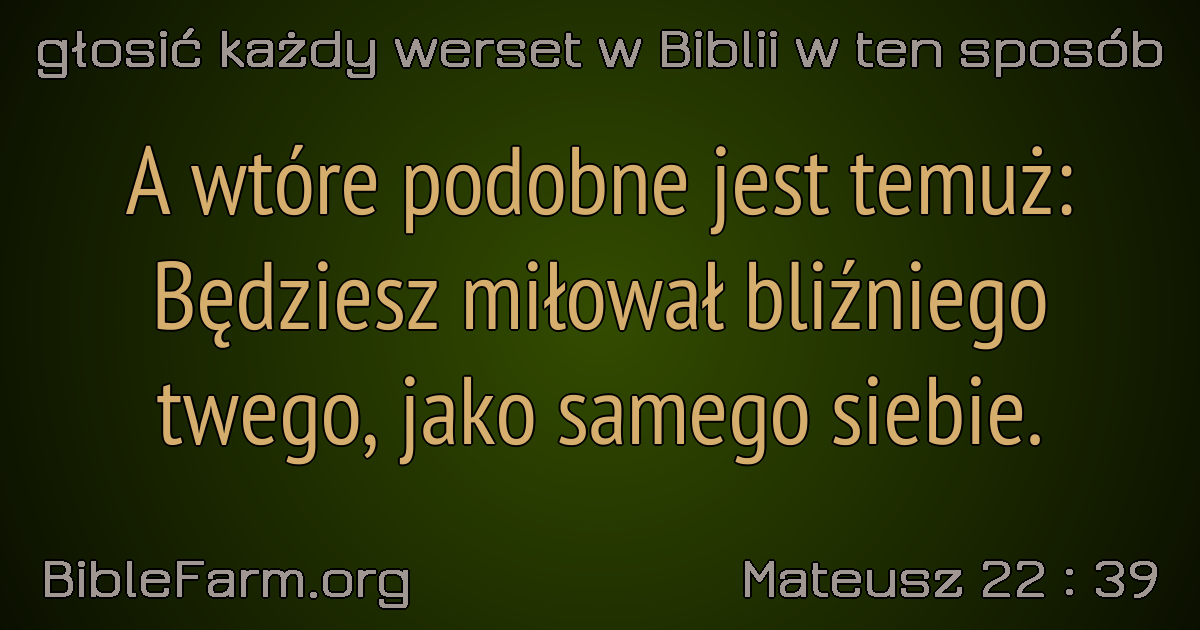 głosić każdy werset w Biblii w ten sposób
A wtóre podobne jest temuż:
Będziesz miłował bliźniego
twego, jako samego siebie.
BibleFarm.org
Mateusz 22 : 39